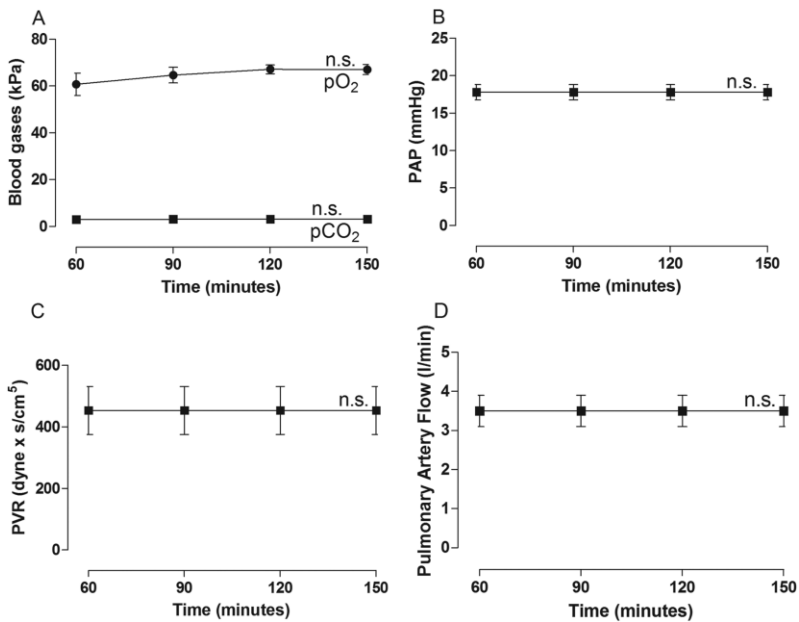 A
Blood gases (kPa)
80
60
40
20
0
n.s.
pO2
n.s.
pCO2
60 90 120 150
Time (minutes)
B
PAP (mmHg)
25
20
15
10
5
0
n.s.
60 90 120 150
Time (minutes)
C
PVR (dyne x s/cm⁵)
600
400
200
0
n.s.
60 90 120 150
Time (minutes)
D
Pulmonary Artery Flow (l/min)
5
4
3
2
1
0
n.s.
60 90 120 150
Time (minutes)